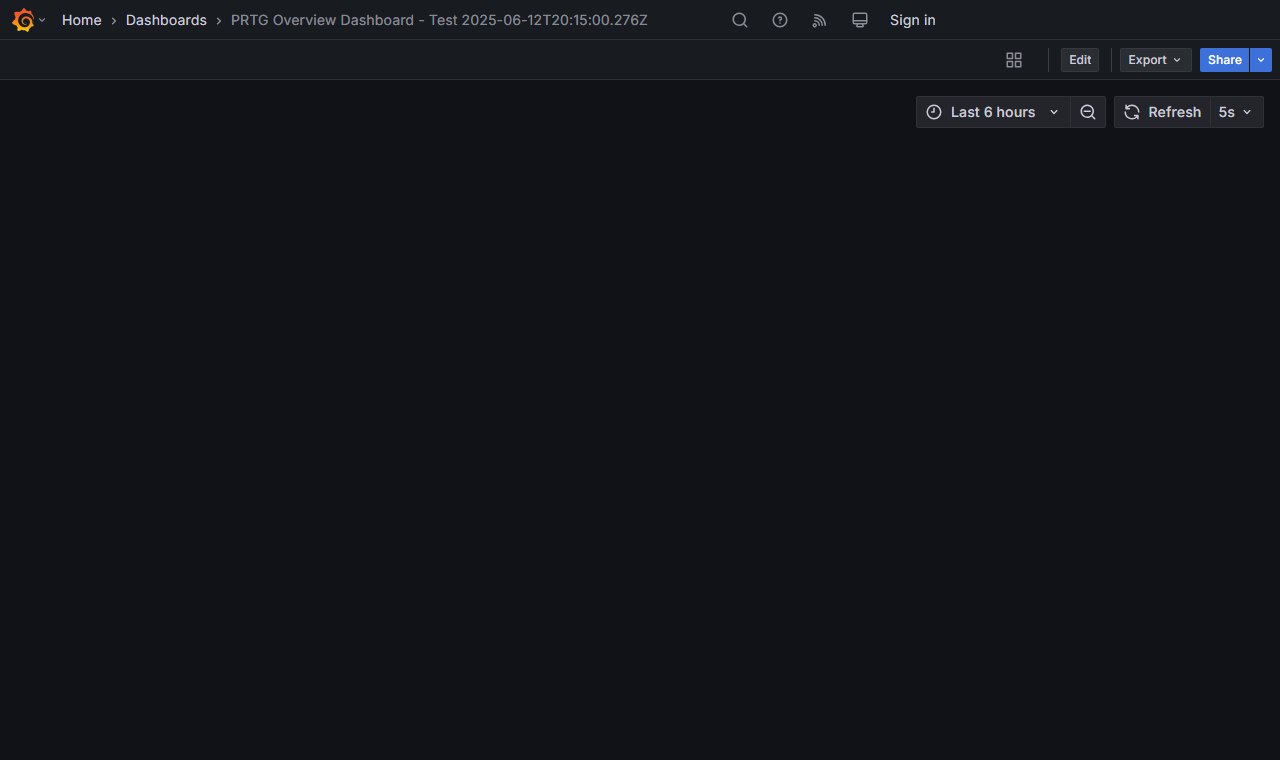 Home › Dashboards › PRTG Overview Dashboard - Test 2025-06-12T20:15:00.276Z Sign in
Edit Export Share
Last 6 hours Refresh 5s